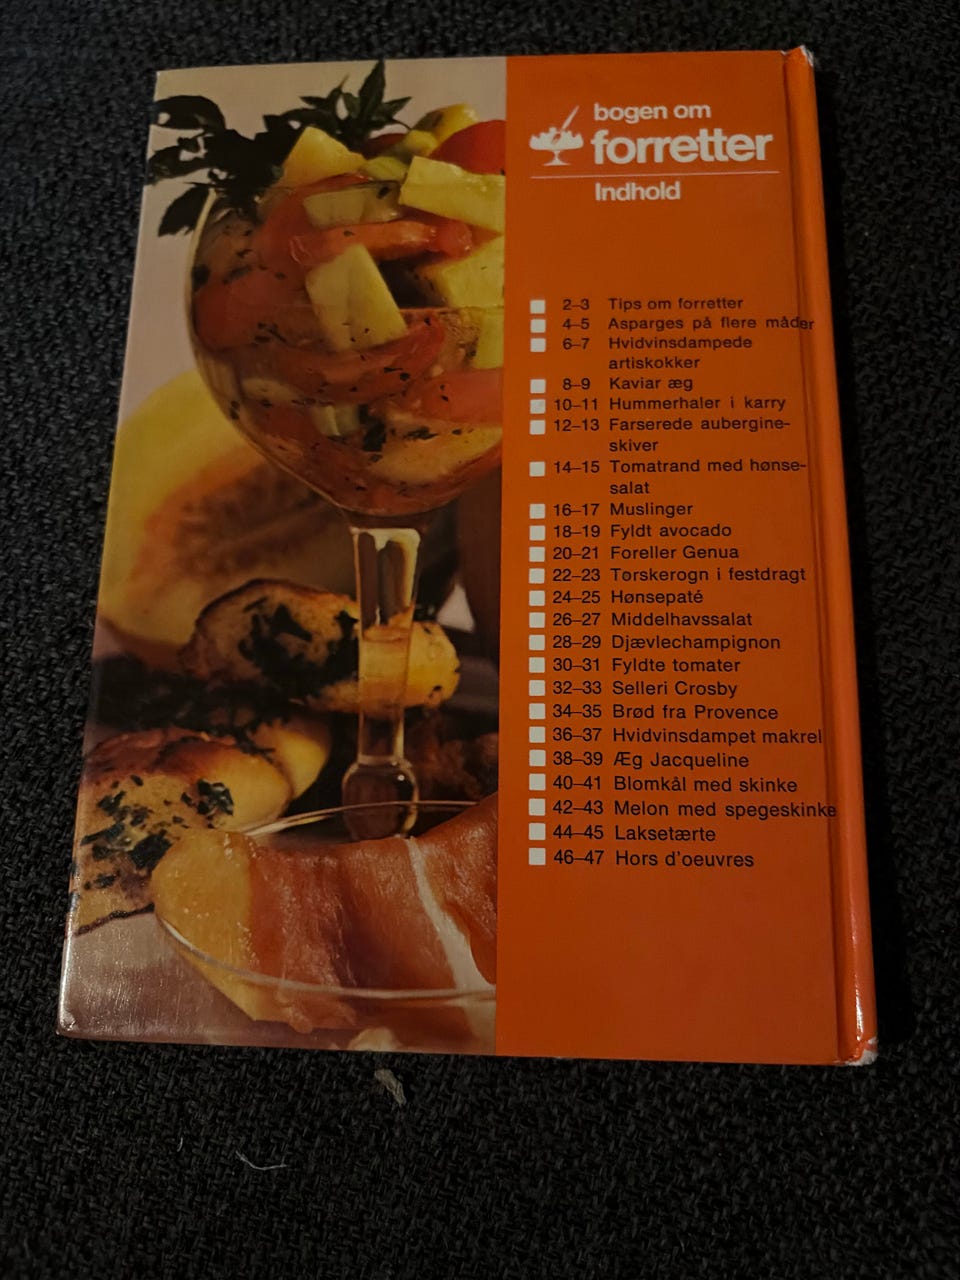 bogen om
forretter
Indhold
2–3 Tips om forretter
4–5 Asparges på flere måder
6–7 Hvidvinsdampede
artiskokker
8–9 Kaviar æg
10–11 Hummerhaler i karry
12–13 Farserede aubergine-
skiver
14–15 Tomatrand med hønse-
salat
16–17 Muslinger
18–19 Fyldt avocado
20–21 Foreller Genua
22–23 Torskerogn i festdragt
24–25 Hønsepaté
26–27 Middelhavssalat
28–29 Djævlechampignon
30–31 Fyldte tomater
32–33 Selleri Crosby
34–35 Brød fra Provence
36–37 Hvidvinsdampet makrel
38–39 Æg Jacqueline
40–41 Blomkål med skinke
42–43 Melon med spegeskinke
44–45 Laksetærte
46–47 Hors d'oeuvres